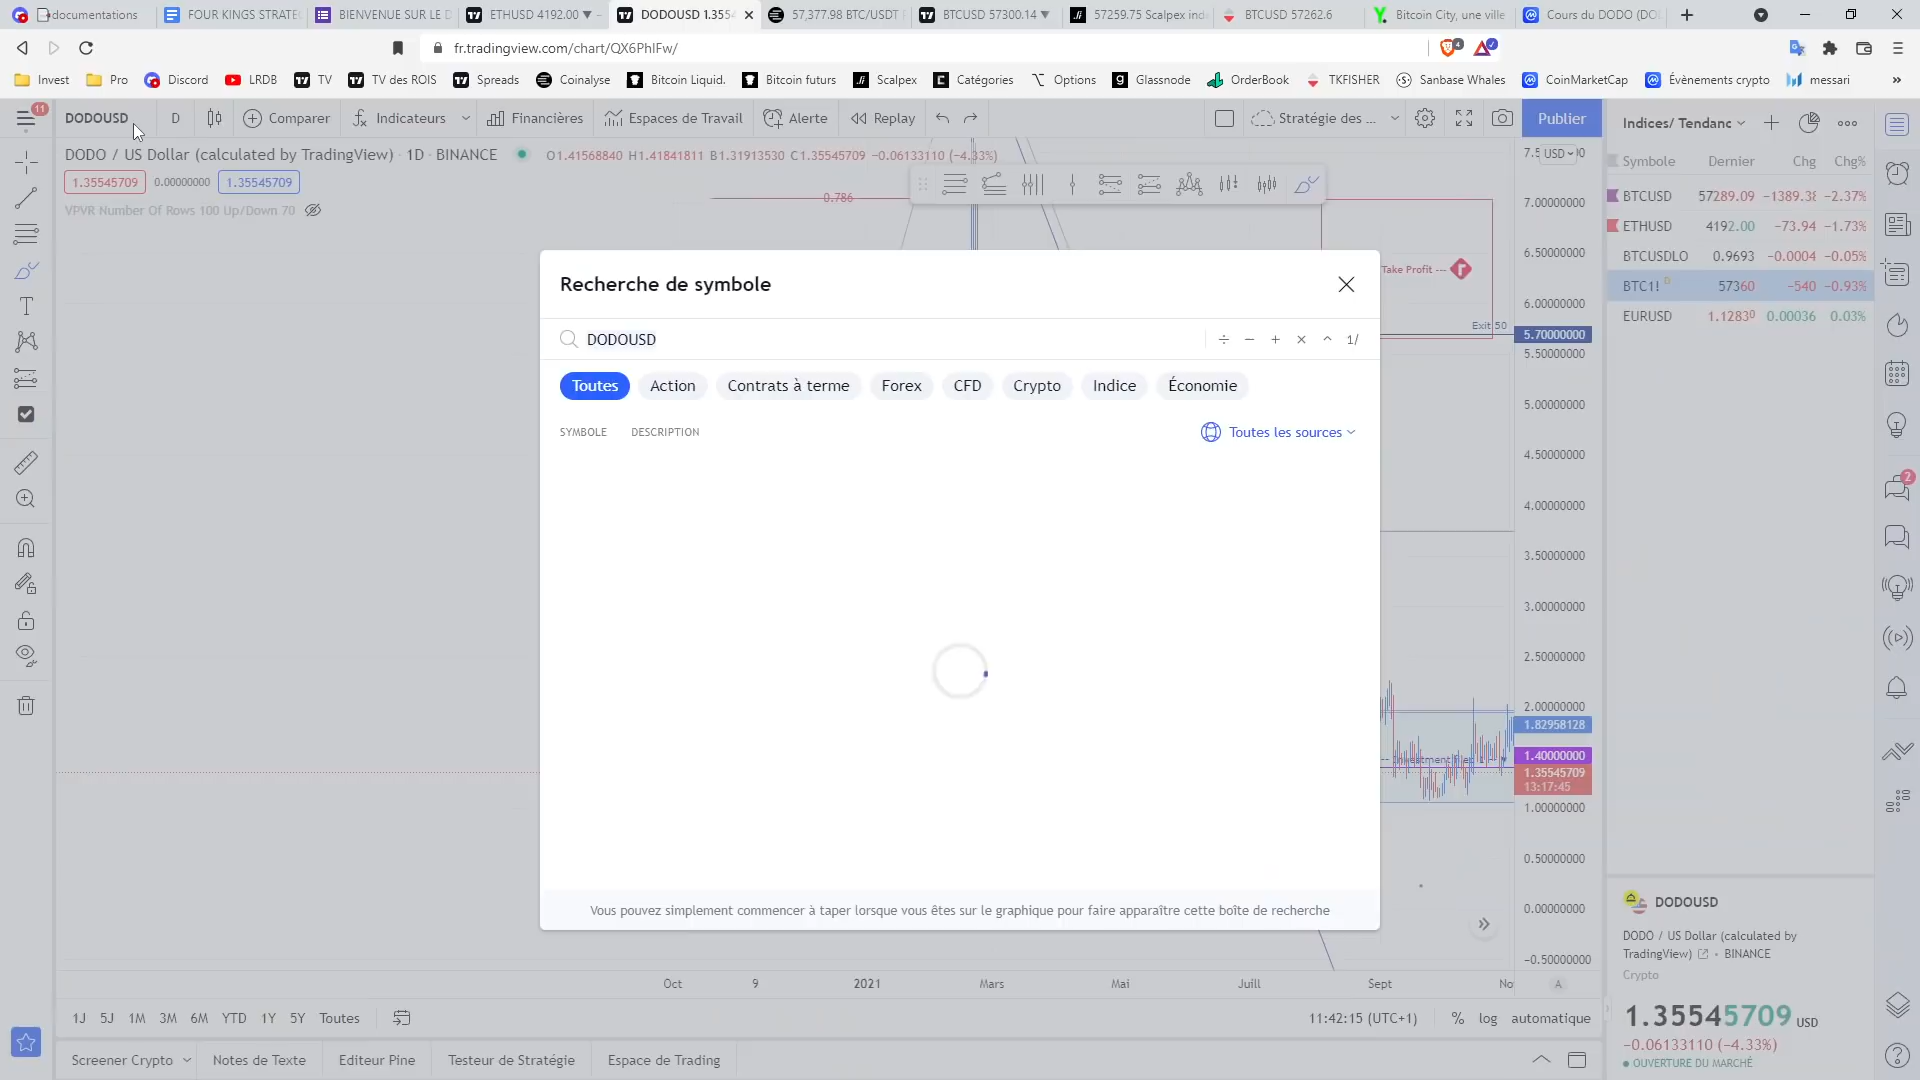 documentations
FOUR KINGS STRATE
BIENVENUE SUR LE D
ETHUSD 4192.00 ▼ −
DODOUSD 1.355
57,377.98 BTC/USDT
BTCUSD 57300.14 ▼
57259.75 Scalpex ind
BTCUSD 57262.6
Bitcoin City, une ville
Cours du DODO (DO
fr.tradingview.com/chart/QX6PhIFw/
4
Invest
Pro
Discord
LRDB
TV
TV des ROIS
Spreads
Coinalyse
Bitcoin Liquid.
Bitcoin futurs
Scalpex
Catégories
Options
Glassnode
OrderBook
TKFISHER
Sanbase Whales
CoinMarketCap
Évènements crypto
messari
»
11
DODOUSD
D
Comparer
Indicateurs
Financières
Espaces de Travail
Alerte
Replay
Stratégie des ...
Publier
Indices/ Tendanc
DODO / US Dollar (calculated by TradingView) · 1D · BINANCE
O1.41568840 H1.41841811 B1.31913530 C1.35545709 −0.06133110 (−4.33%)
1.35545709
0.00000000
1.35545709
VPVR Number Of Rows 100 Up/Down 70
0.786
Take Profit ---
Exit 50
USD
7.00000000
6.50000000
6.00000000
5.70000000
5.50000000
5.00000000
4.50000000
4.00000000
3.50000000
3.00000000
2.50000000
2.00000000
1.82958128
1.40000000
1.35545709
13:17:45
1.00000000
0.50000000
0.00000000
−0.50000000
Symbole Dernier Chg Chg%
BTCUSD 57289.09 −1389.38 −2.37%
ETHUSD 4192.00 −73.94 −1.73%
BTCUSDLO 0.9693 −0.0004 −0.05%
BTC1! D 57360 −540 −0.93%
EURUSD 1.12830 0.00036 0.03%
2
Recherche de symbole
DODOUSD
÷ − + × ^ 1/
Toutes
Action
Contrats à terme
Forex
CFD
Crypto
Indice
Économie
SYMBOLE
DESCRIPTION
Toutes les sources
Vous pouvez simplement commencer à taper lorsque vous êtes sur le graphique pour faire apparaître cette boîte de recherche
Oct
9
2021
Mars
Mai
Juill
Sept
No
A
1J 5J 1M 3M 6M YTD 1Y 5Y Toutes
11:42:15 (UTC+1)
% log automatique
Screener Crypto
Notes de Texte
Editeur Pine
Testeur de Stratégie
Espace de Trading
DODOUSD
DODO / US Dollar (calculated by
TradingView) • BINANCE
Crypto
1.35545709 USD
−0.06133110 (−4.33%)
OUVERTURE DU MARCHÉ